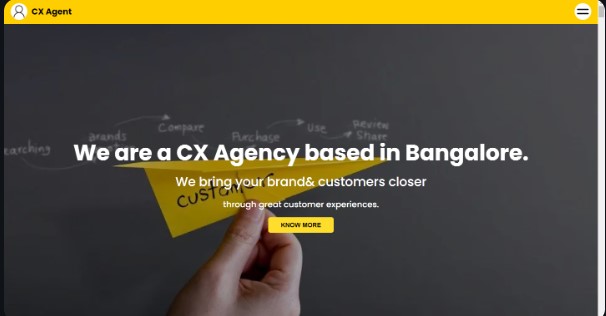 CX Agent
Compare
Use
Review
earching
Brands
Purchase
Share
We are a CX Agency based in Bangalore.
We bring your brand& customers closer
customers
through great customer experiences.
KNOW MORE